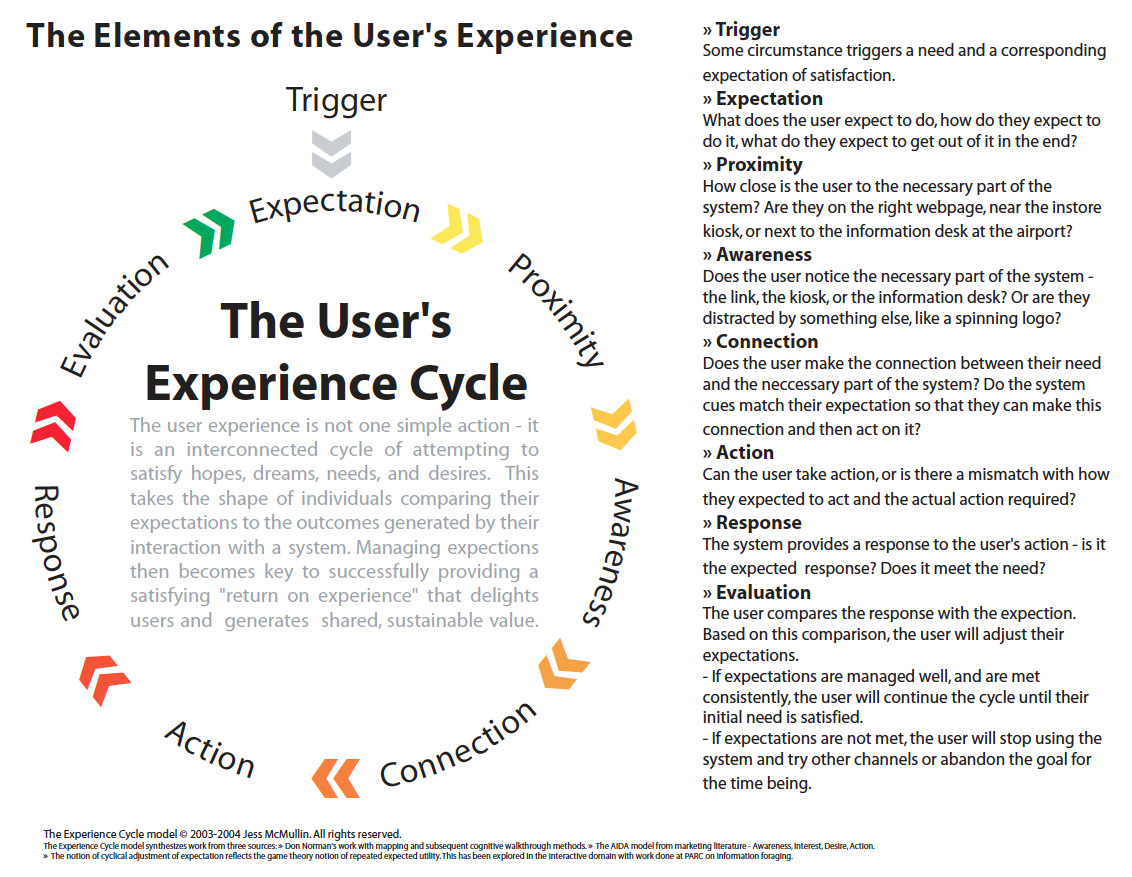 The Elements of the User's Experience
Trigger
Expectation
Proximity
Awareness
Connection
Action
Response
Evaluation
The User's
Experience Cycle
The user experience is not one simple action - it
is an interconnected cycle of attempting to
satisfy hopes, dreams, needs, and desires. This
takes the shape of individuals comparing their
expectations to the outcomes generated by their
interaction with a system. Managing expections
then becomes key to successfully providing a
satisfying "return on experience" that delights
users and generates shared, sustainable value.
» Trigger
Some circumstance triggers a need and a corresponding
expectation of satisfaction.
» Expectation
What does the user expect to do, how do they expect to
do it, what do they expect to get out of it in the end?
» Proximity
How close is the user to the necessary part of the
system? Are they on the right webpage, near the instore
kiosk, or next to the information desk at the airport?
» Awareness
Does the user notice the necessary part of the system -
the link, the kiosk, or the information desk? Or are they
distracted by something else, like a spinning logo?
» Connection
Does the user make the connection between their need
and the neccessary part of the system? Do the system
cues match their expectation so that they can make this
connection and then act on it?
» Action
Can the user take action, or is there a mismatch with how
they expected to act and the actual action required?
» Response
The system provides a response to the user's action - is it
the expected response? Does it meet the need?
» Evaluation
The user compares the response with the expection.
Based on this comparison, the user will adjust their
expectations.
- If expectations are managed well, and are met
consistently, the user will continue the cycle until their
initial need is satisfied.
- If expectations are not met, the user will stop using the
system and try other channels or abandon the goal for
the time being.
The Experience Cycle model © 2003-2004 Jess McMullin. All rights reserved.
The Experience Cycle model synthesizes work from three sources: » Don Norman's work with mapping and subsequent cognitive walkthrough methods. » The AIDA model from marketing literature - Awareness, Interest, Desire, Action.
» The notion of cyclical adjustment of expectation reflects the game theory notion of repeated expected utility. This has been explored in the interactive domain with work done at PARC on information foraging.